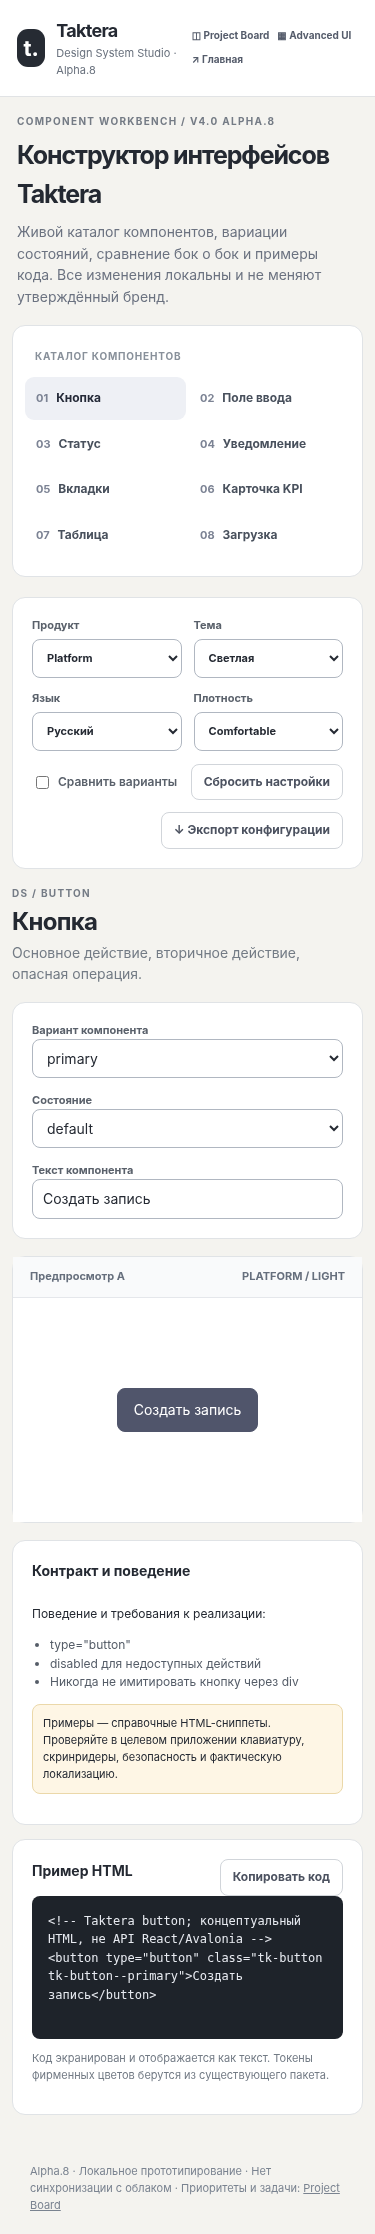 t.
Taktera
Design System Studio ·
Alpha.8
◫ Project Board ▦ Advanced UI
↗ Главная
COMPONENT WORKBENCH / V4.0 ALPHA.8
Конструктор интерфейсов
Taktera
Живой каталог компонентов, вариации
состояний, сравнение бок о бок и примеры
кода. Все изменения локальны и не меняют
утверждённый бренд.
КАТАЛОГ КОМПОНЕНТОВ
01 Кнопка
02 Поле ввода
03 Статус
04 Уведомление
05 Вкладки
06 Карточка KPI
07 Таблица
08 Загрузка
Продукт
Тема
Platform
Светлая
Язык
Плотность
Русский
Comfortable
Сравнить варианты
Сбросить настройки
↓ Экспорт конфигурации
DS / BUTTON
Кнопка
Основное действие, вторичное действие,
опасная операция.
Вариант компонента
primary
Состояние
default
Текст компонента
Создать запись
Предпросмотр A
PLATFORM / LIGHT
Создать запись
Контракт и поведение
Поведение и требования к реализации:
• type="button"
• disabled для недоступных действий
• Никогда не имитировать кнопку через div
Примеры — справочные HTML-сниппеты.
Проверяйте в целевом приложении клавиатуру,
скринридеры, безопасность и фактическую
локализацию.
Пример HTML
Копировать код
<!-- Taktera button; концептуальный
HTML, не API React/Avalonia -->
<button type="button" class="tk-button
tk-button--primary">Создать
запись</button>
Код экранирован и отображается как текст. Токены
фирменных цветов берутся из существующего пакета.
Alpha.8 · Локальное прототипирование · Нет
синхронизации с облаком · Приоритеты и задачи: Project
Board